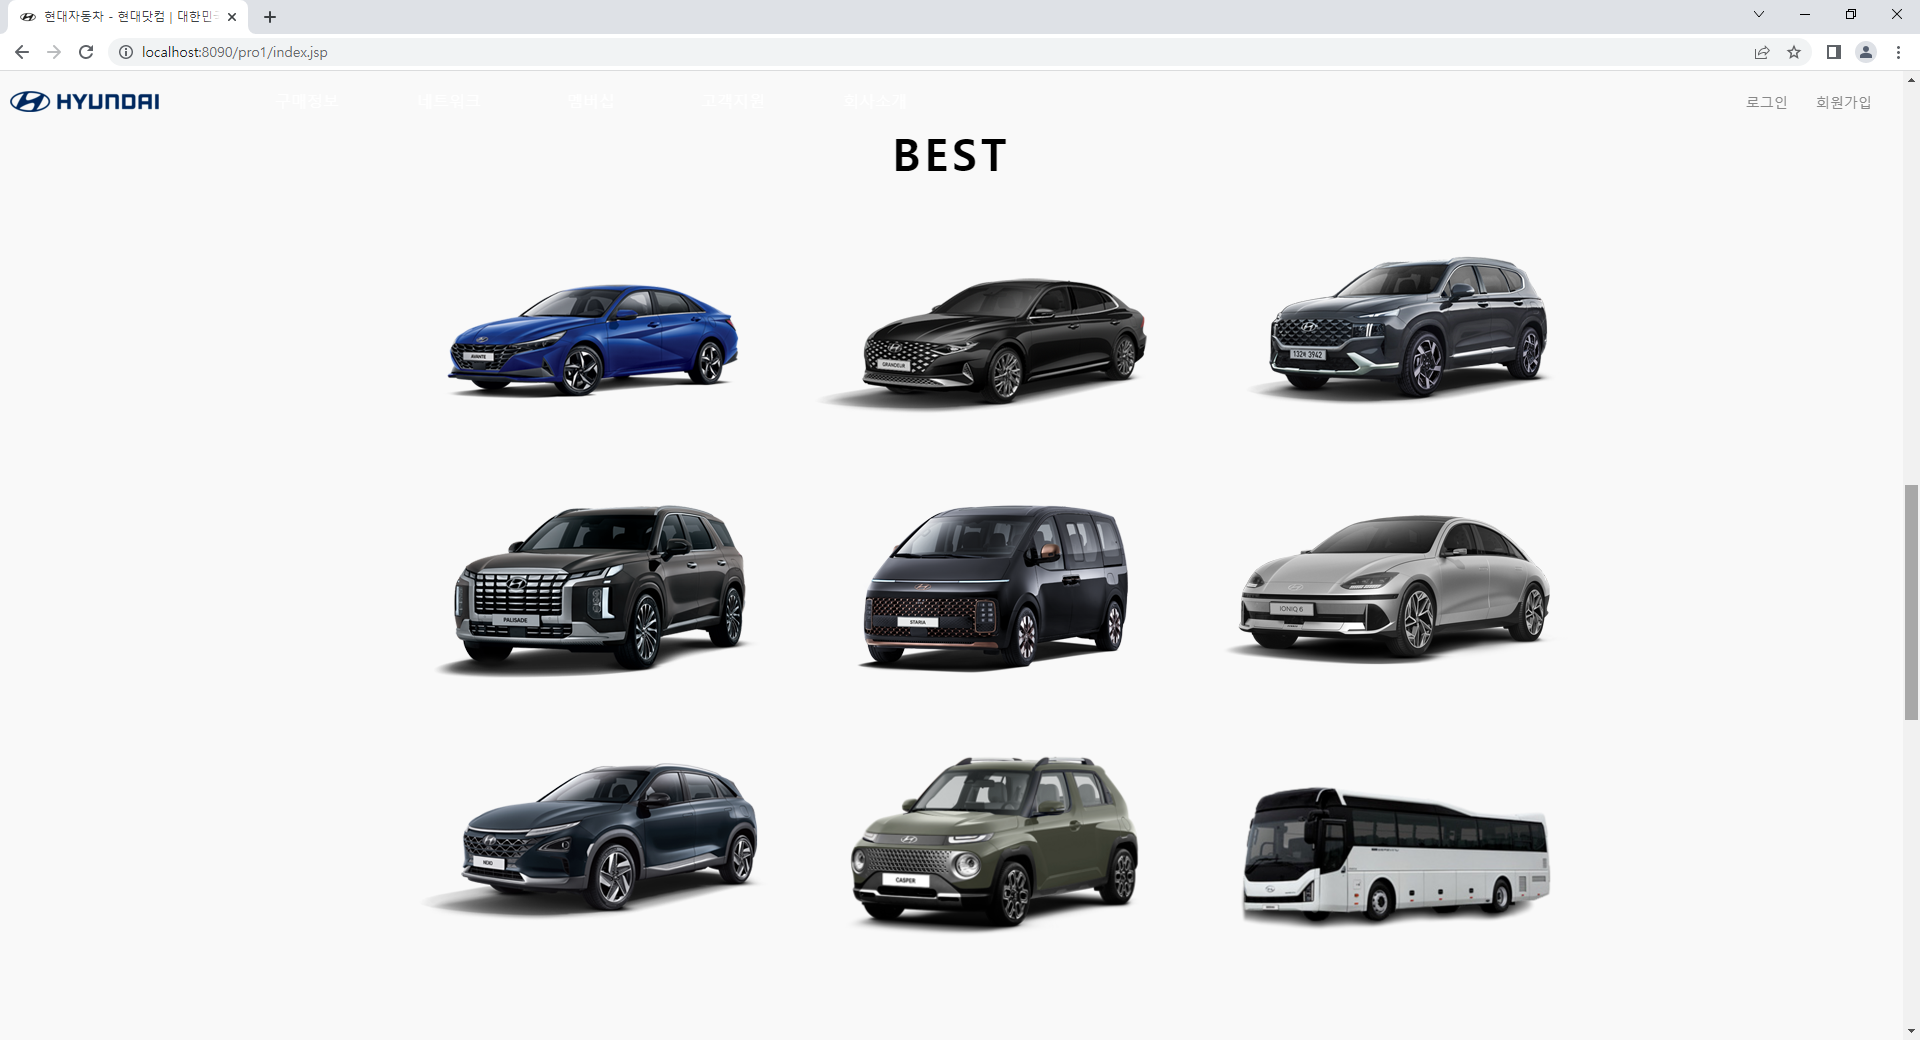 현대자동차 - 현대닷컴 | 대한민국
localhost:8090/pro1/index.jsp
HYUNDAI
구매정보 네트워크 멤버십 고객지원 회사소개
로그인 회원가입
BEST
AVANTE
GRANDEUR
132백 3942
PALISADE
STARIA
IONIQ 6
NEXO
CASPER